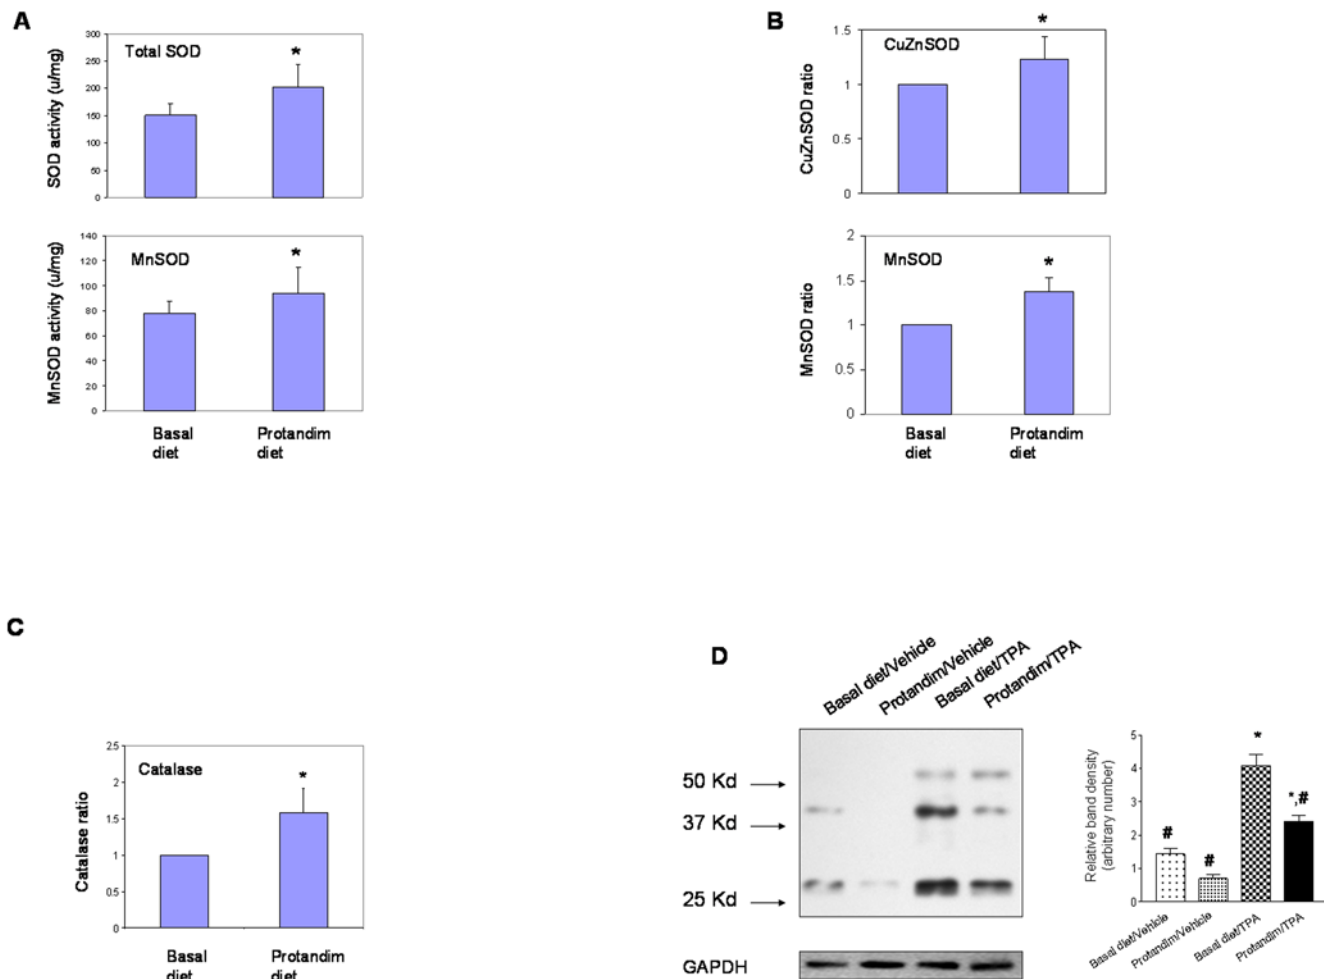 A
Total SOD
SOD activity (u/mg)
300
250
200
150
100
50
0
*
MnSOD
MnSOD activity (u/mg)
140
120
100
80
60
40
20
0
*
Basal diet
Protandim diet
B
CuZnSOD
CuZnSOD ratio
1.5
1
1.5
0
*
MnSOD
MnSOD ratio
2
1.5
1
1.5
0
*
Basal diet
Protandim diet
C
Catalase
Catalase ratio
2.5
2
1.5
1
0.5
0
*
Basal diet
Protandim diet
D
Basal diet/Vehicle
Protandim/Vehicle
Basal diet/TPA
Protandim/TPA
50 Kd
37 Kd
25 Kd
GAPDH
Relative band density
(arbitrary number)
5
4
3
2
1
0
#
#
*
*,#
Basal diet/Vehicle
Protandim/Vehicle
Basal diet/TPA
Protandim/TPA